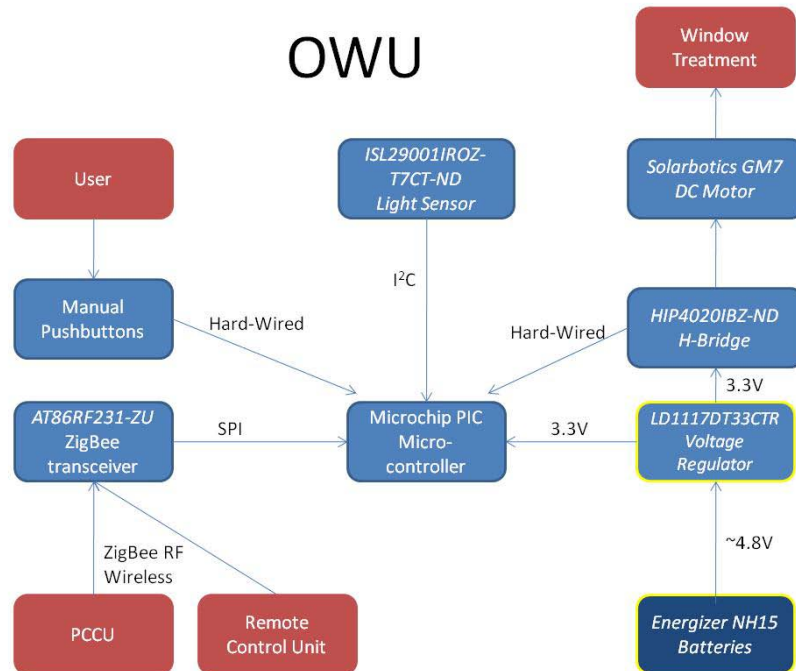 OWU
Window
Treatment
User
ISL29001IROZ-
T7CT-ND
Light Sensor
Solarbotics GM7
DC Motor
I²C
Manual
Pushbuttons
Hard-Wired
Hard-Wired
HIP4020IBZ-ND
H-Bridge
3.3V
AT86RF231-ZU
ZigBee
transceiver
SPI
Microchip PIC
Micro-
controller
3.3V
LD1117DT33CTR
Voltage
Regulator
ZigBee RF
Wireless
~4.8V
PCCU
Remote
Control Unit
Energizer NH15
Batteries